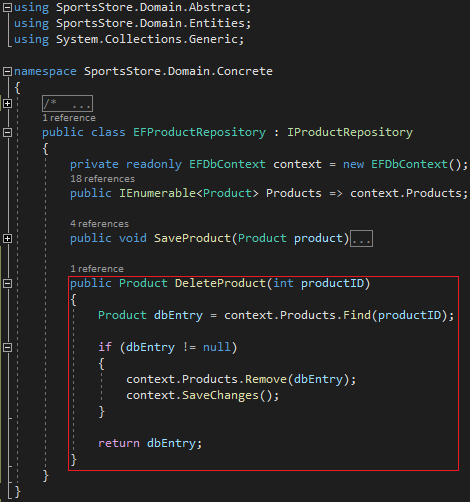 using SportsStore.Domain.Abstract;
using SportsStore.Domain.Entities;
using System.Collections.Generic;
namespace SportsStore.Domain.Concrete
{
/* ...
1 reference
public class EFProductRepository : IProductRepository
{
private readonly EFDbContext context = new EFDbContext();
18 references
public IEnumerable<Product> Products => context.Products;
4 references
public void SaveProduct(Product product)...
1 reference
public Product DeleteProduct(int productID)
{
Product dbEntry = context.Products.Find(productID);
if (dbEntry != null)
{
context.Products.Remove(dbEntry);
context.SaveChanges();
}
return dbEntry;
}
}
}